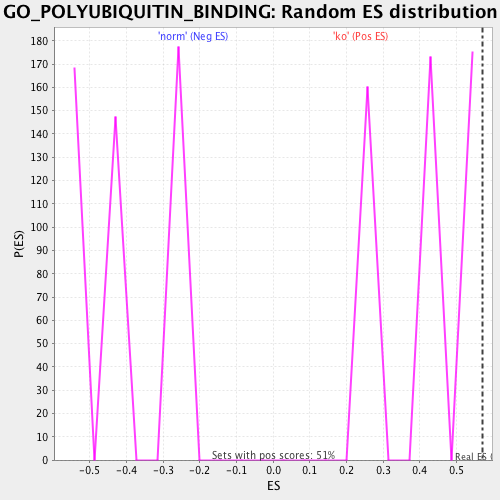 GO_POLYUBIQUITIN_BINDING: Random ES distribution
'norm' (Neg ES) 'ko' (Pos ES)
180
170
160
150
140
130
120
110
100
90
80
70
60
50
40
30
20
10
0
P(ES)
Sets with pos scores: 51%
Real ES (
-0.5 -0.4 -0.3 -0.2 -0.1 0.0 0.1 0.2 0.3 0.4 0.5
ES